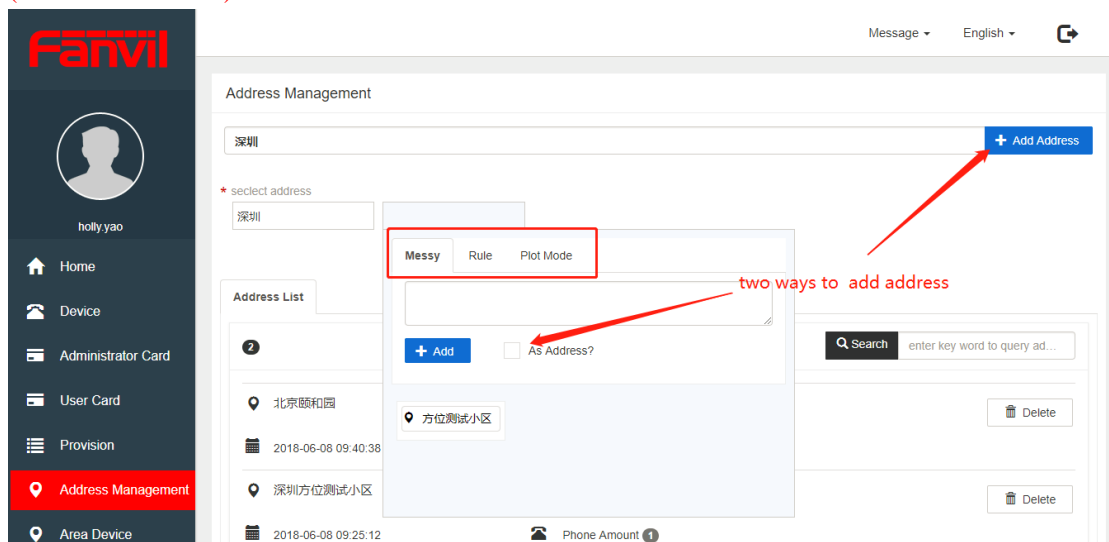 Fanvil
Message
English
Address Management
深圳
+ Add Address
* seclect address
holly.yao
深圳
Home
Messy Rule Plot Mode
two ways to add address
Address List
Device
2
+ Add
As Address?
Search
enter key word to query ad...
Administrator Card
User Card
北京颐和园
Delete
方位测试小区
Provision
2018-06-08 09:40:38
Address Management
深圳方位测试小区
Delete
Area Device
2018-06-08 09:25:12
Phone Amount 1